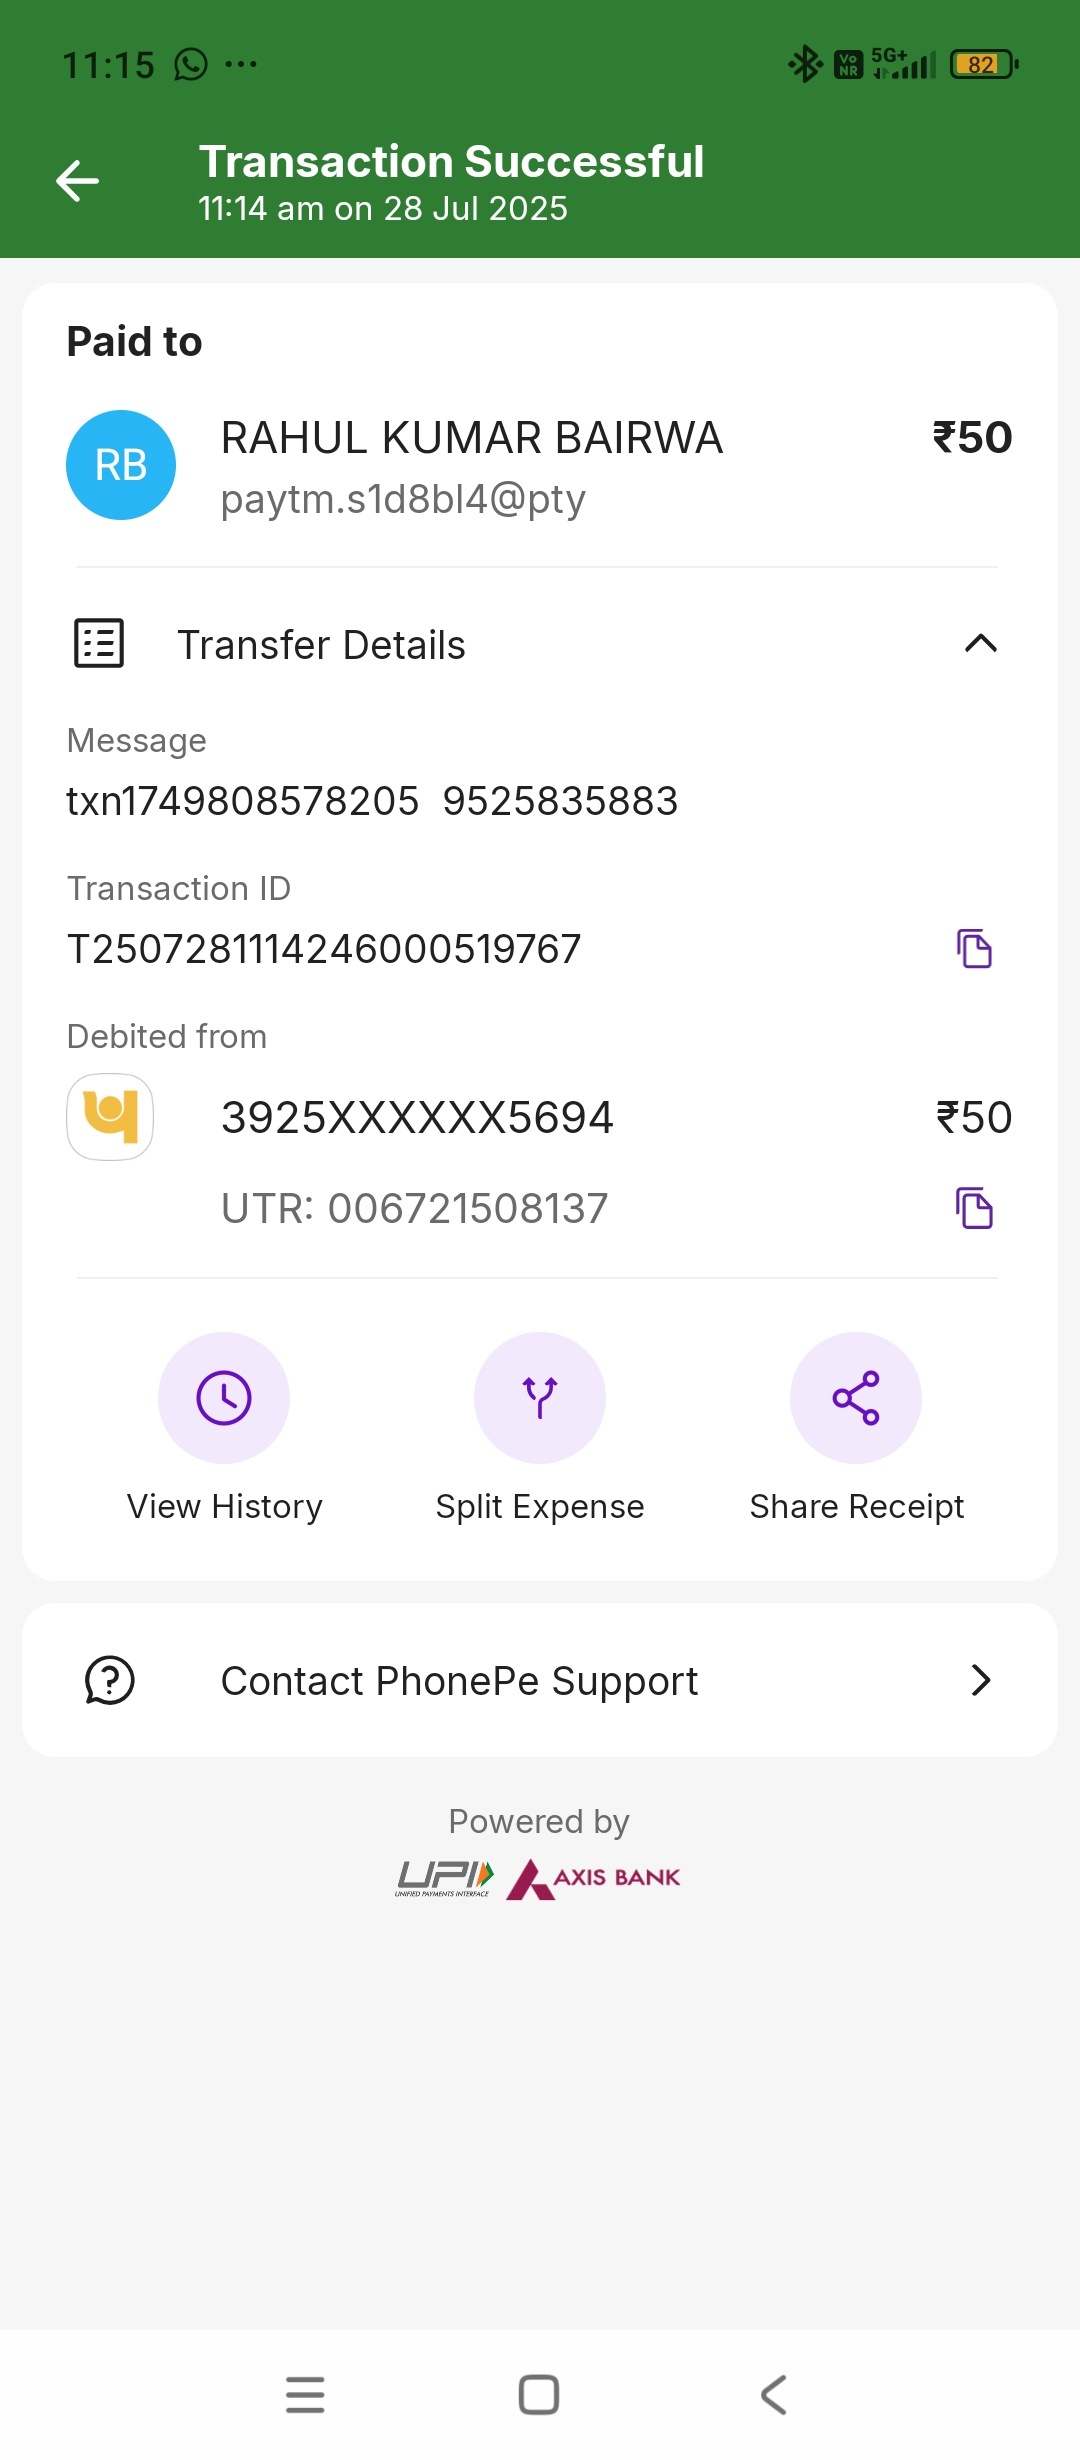 11:15 ...
Vo NR 5G+ 82
Transaction Successful
11:14 am on 28 Jul 2025
Paid to
RB RAHUL KUMAR BAIRWA ₹50
paytm.s1d8bl4@pty
Transfer Details
Message
txn1749808578205 9525835883
Transaction ID
T2507281114246000519767
Debited from
3925XXXXXX5694 ₹50
UTR: 006721508137
View History Split Expense Share Receipt
Contact PhonePe Support
Powered by
UPI AXIS BANK
UNIFIED PAYMENTS INTERFACE